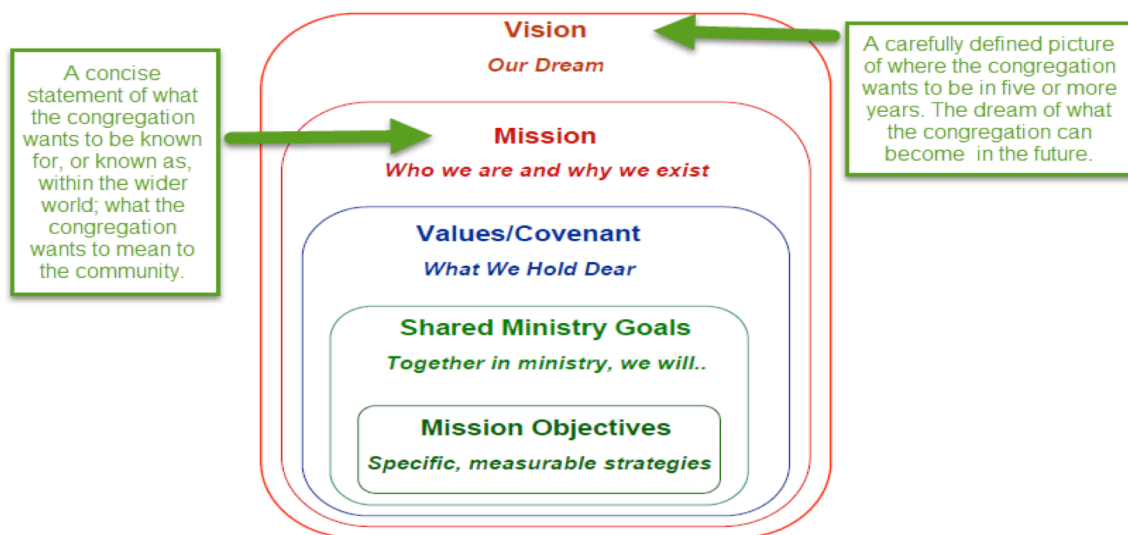 Vision
Our Dream
A concise
statement of what
the congregation
wants to be known
for, or known as,
within the wider
world; what the
congregation
wants to mean to
the community.
A carefully defined picture
of where the congregation
wants to be in five or more
years. The dream of what
the congregation can
become in the future.
Mission
Who we are and why we exist
Values/Covenant
What We Hold Dear
Shared Ministry Goals
Together in ministry, we will..
Mission Objectives
Specific, measurable strategies